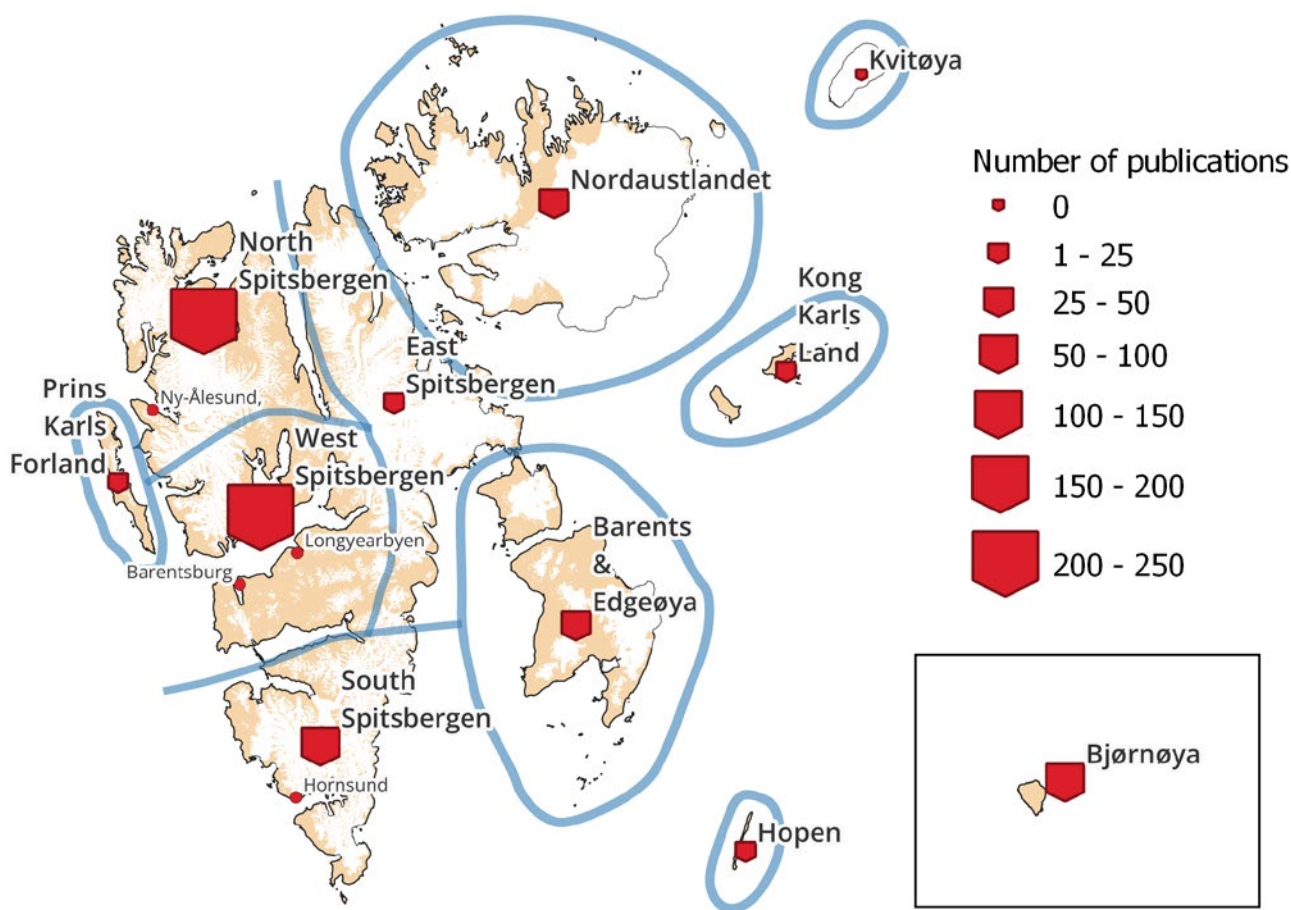 Kvitøya
Number of publications
0
1 - 25
25 - 50
50 - 100
100 - 150
150 - 200
200 - 250
Nordaustlandet
North
Spitsbergen
Kong
Karls
Land
East
Spitsbergen
Prins
Karls
Forland
Ny-Ålesund,
West
Spitsbergen
Longyearbyen
Barentsburg
Barents
&
Edgeøya
South
Spitsbergen
Hornsund
Hopen
Bjørnøya